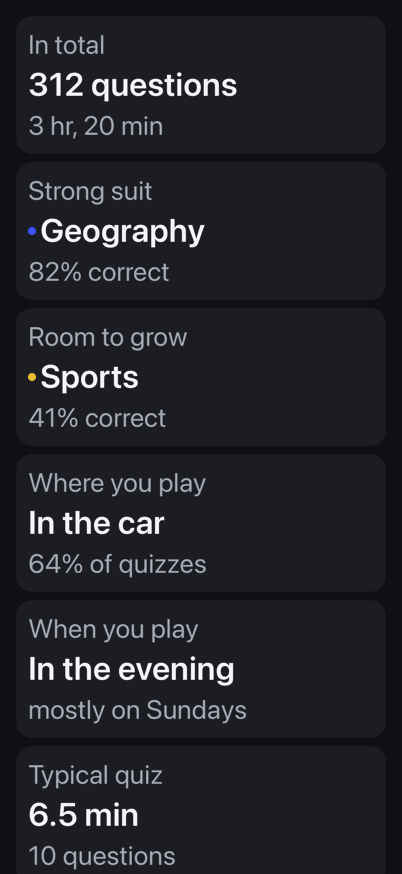 In total
312 questions
3 hr, 20 min
Strong suit
Geography
82% correct
Room to grow
Sports
41% correct
Where you play
In the car
64% of quizzes
When you play
In the evening
mostly on Sundays
Typical quiz
6.5 min
10 questions